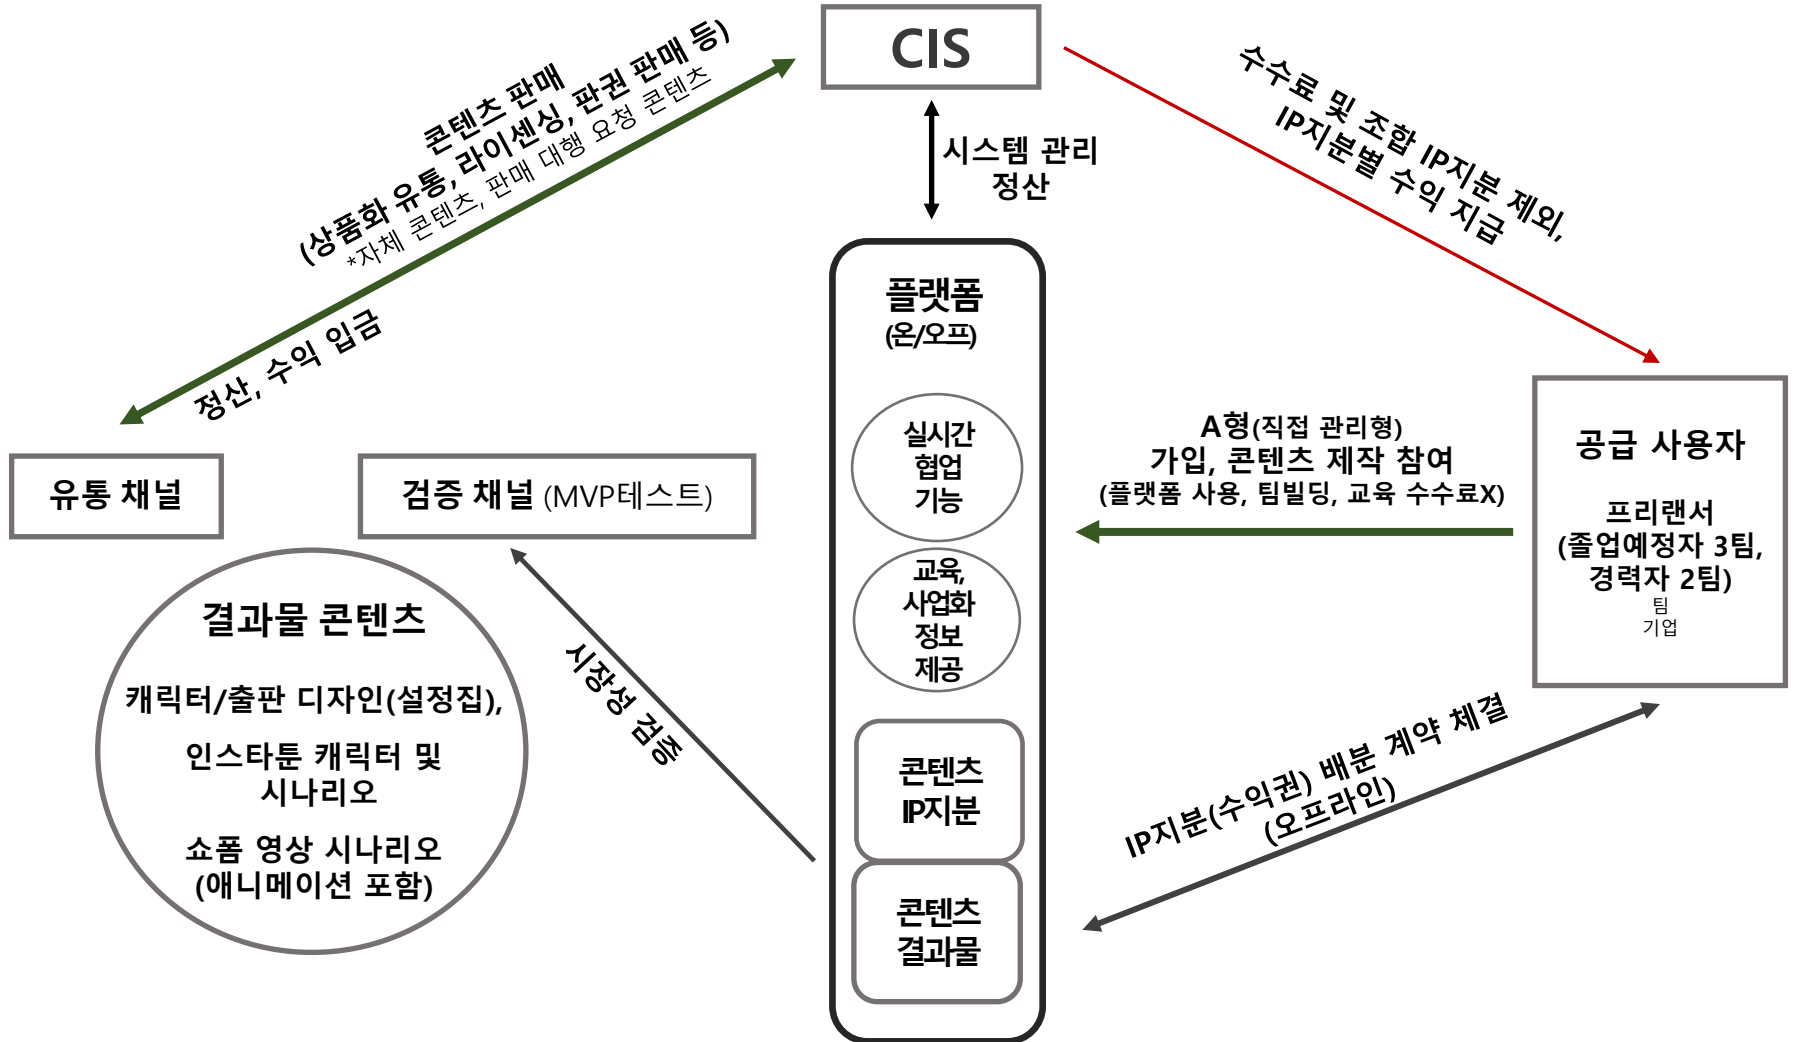 CIS
콘텐츠 판매
(상품화 유통, 라이센싱, 판권 판매 등)
*자체 콘텐츠, 판매 대행 요청 콘텐츠
정산, 수익 입금
시스템 관리
정산
수수료 및 조합 IP지분 제외,
IP지분별 수익 지급
플랫폼
(온/오프)
실시간
협업
기능
교육,
사업화
정보
제공
콘텐츠
IP지분
콘텐츠
결과물
A형(직접 관리형)
가입, 콘텐츠 제작 참여
(플랫폼 사용, 팀빌딩, 교육 수수료X)
공급 사용자
프리랜서
(졸업예정자 3팀,
경력자 2팀)
팀
기업
IP지분(수익권) 배분 계약 체결
(오프라인)
유통 채널
검증 채널 (MVP테스트)
시장성 검증
결과물 콘텐츠
캐릭터/출판 디자인(설정집),
인스타툰 캐릭터 및
시나리오
쇼폼 영상 시나리오
(애니메이션 포함)